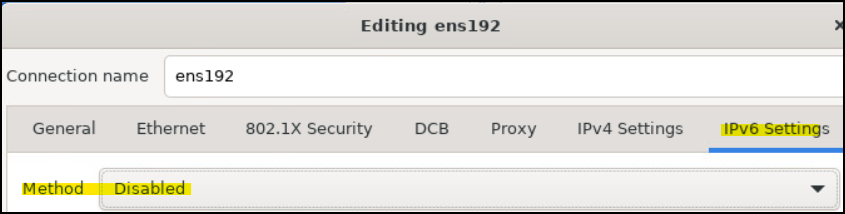 Editing ens192
Connection name ens192
General Ethernet 802.1X Security DCB Proxy IPv4 Settings IPv6 Settings
Method Disabled